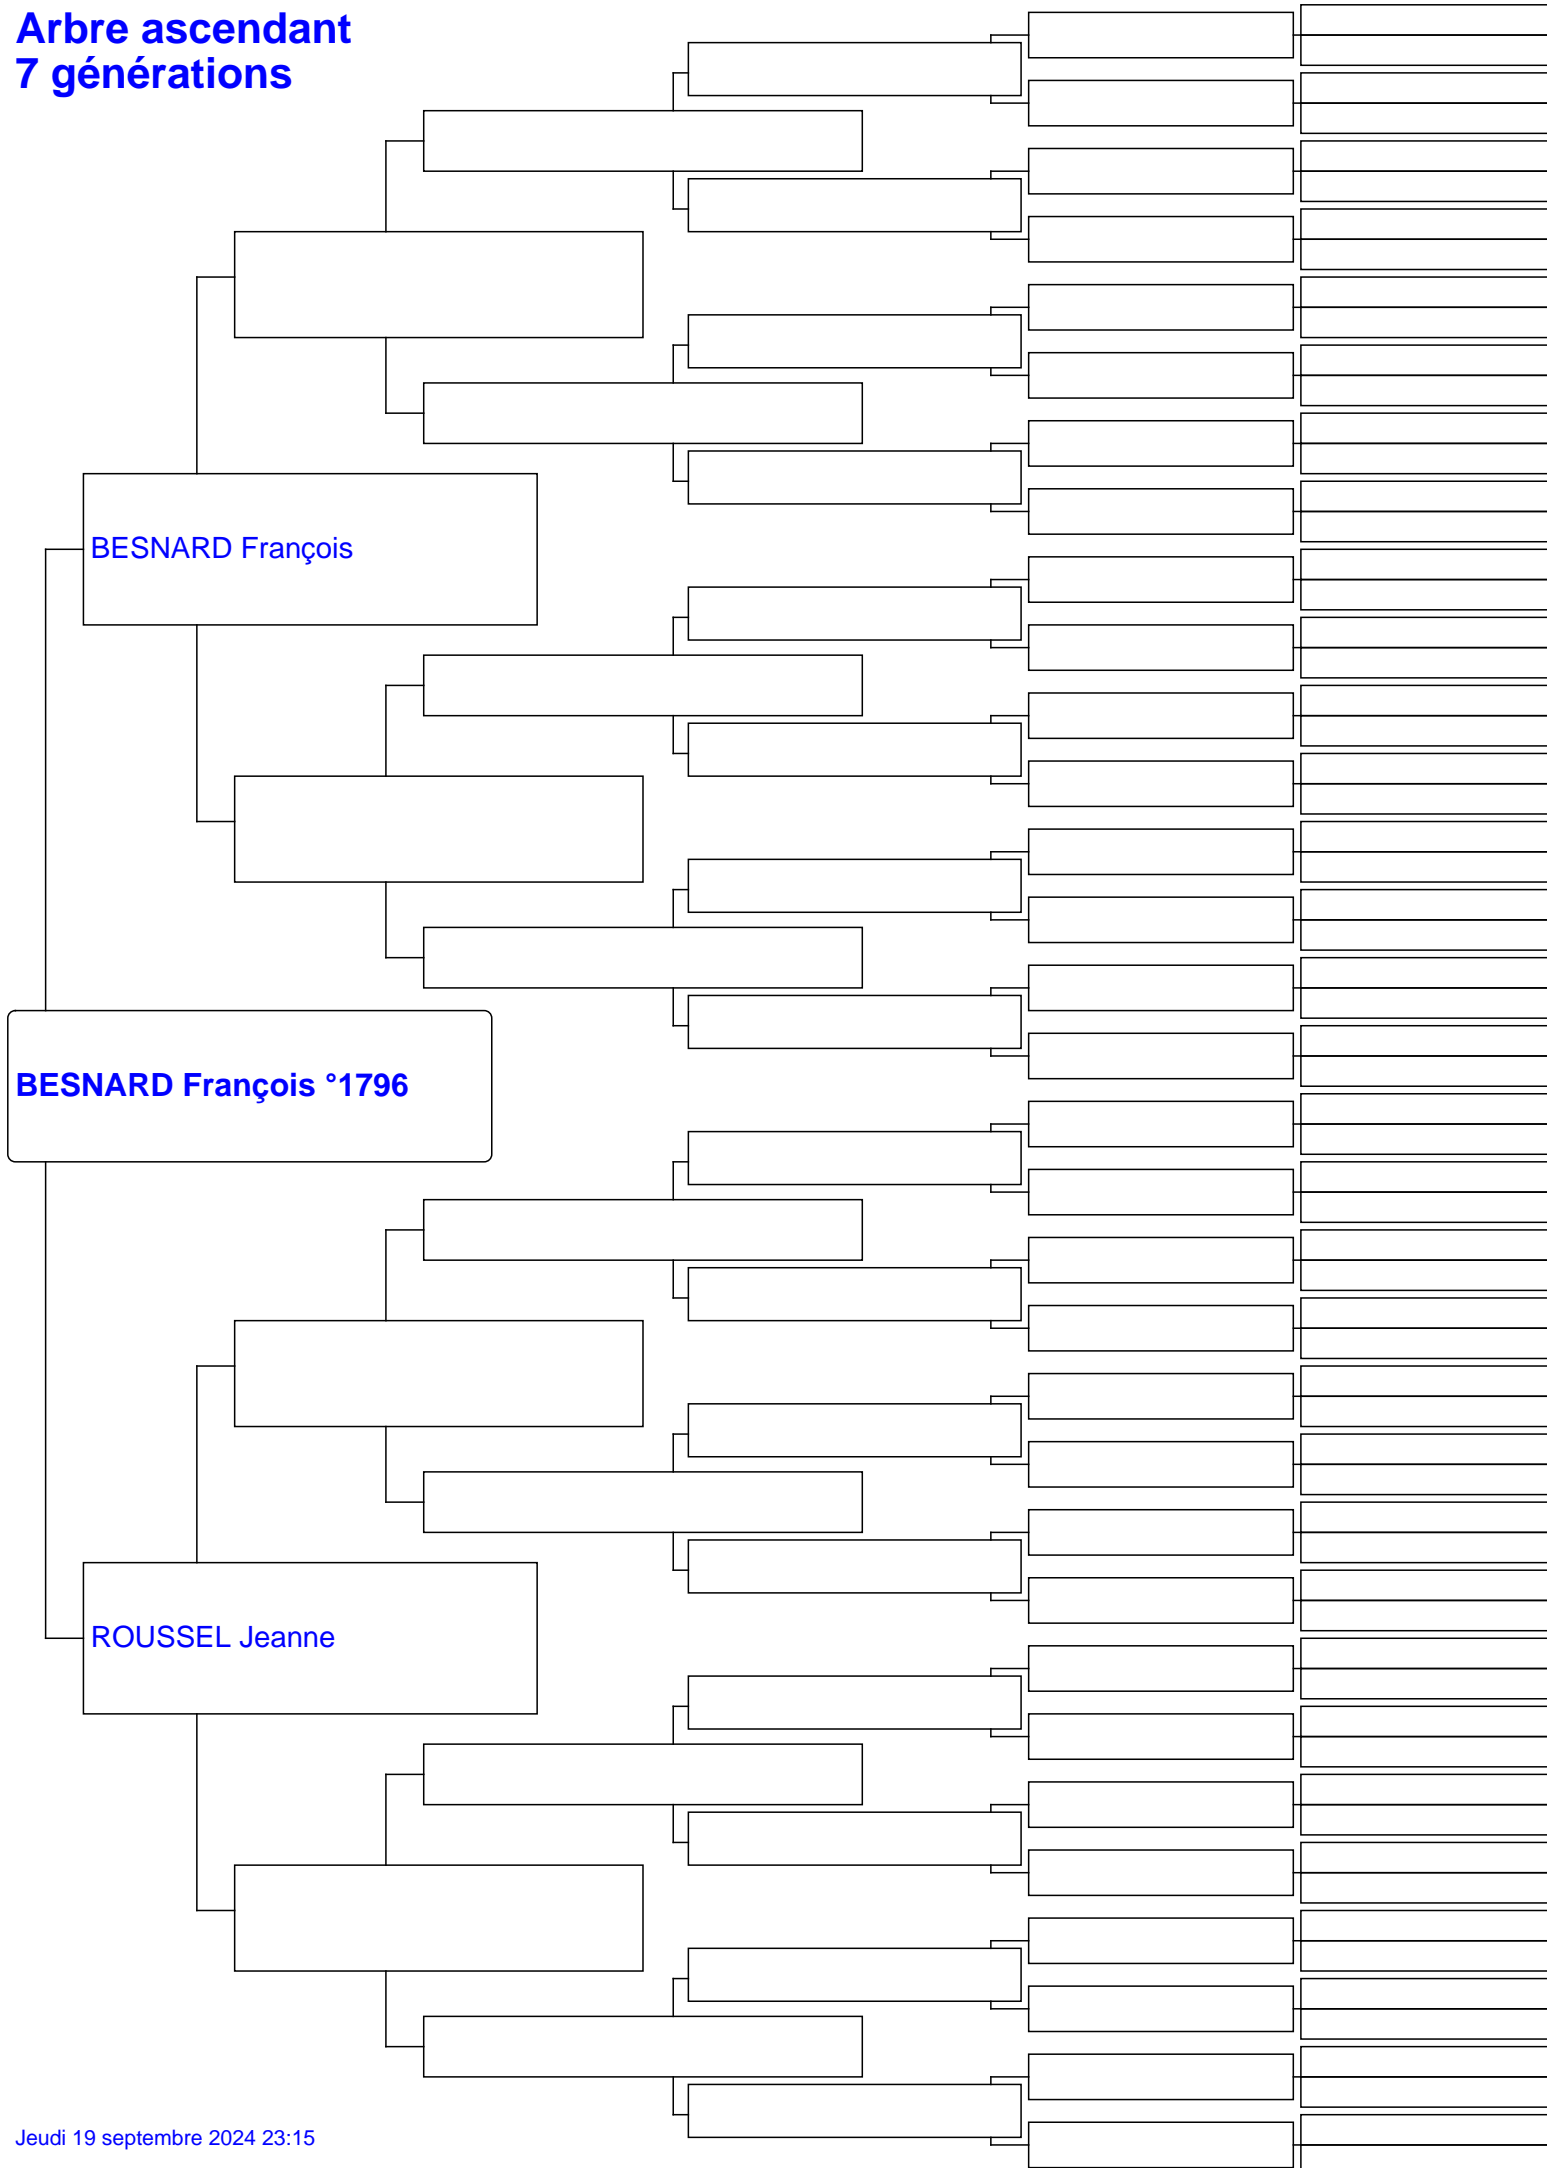 Arbre ascendant
7 générations
BESNARD François
BESNARD François °1796
ROUSSEL Jeanne
Jeudi 19 septembre 2024 23:15